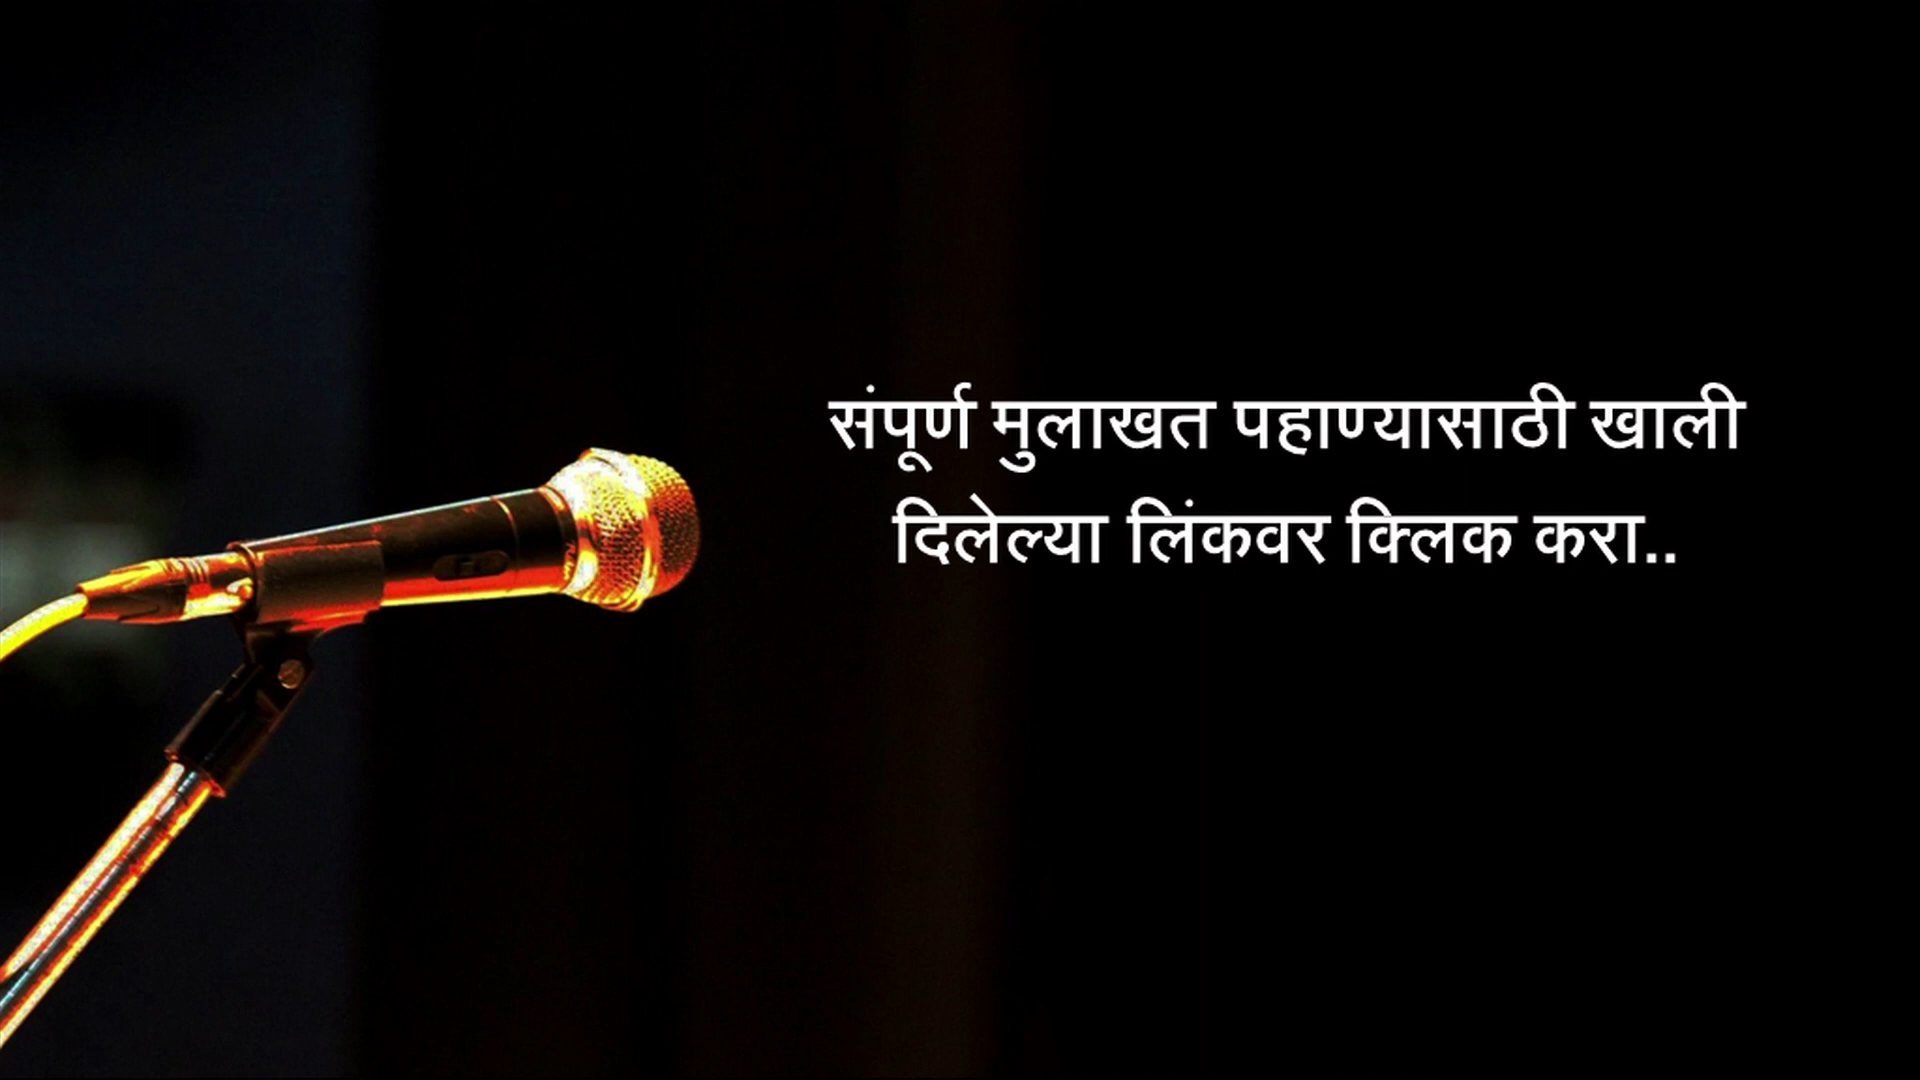 संपूर्ण मुलाखत पहाण्यासाठी खाली
दिलेल्या लिंकवर क्लिक करा..